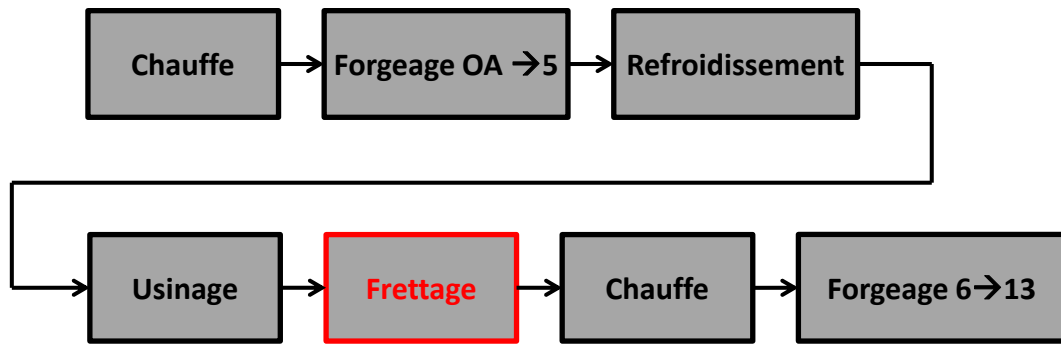 Chauffe
Forgeage OA →5
Refroidissement
Usinage
Frettage
Chauffe
Forgeage 6→13